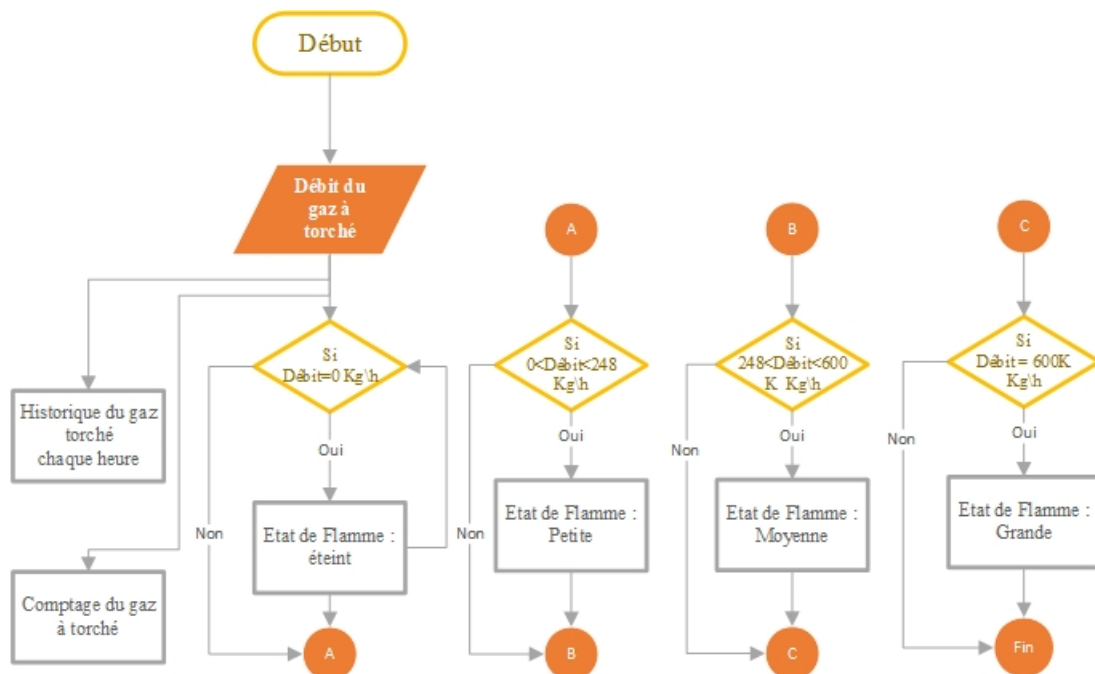 Début
Débit du
gaz à
torché
Historique du gaz
torché
chaque heure
Comptage du gaz
à torché
Si
Débit=0 Kg\h
Oui
Non
Etat de Flamme :
éteint
A
A
Si
0<Débit<248
Kg\h
Oui
Non
Etat de Flamme :
Petite
B
B
Si
248<Débit<600
K Kg\h
Oui
Non
Etat de Flamme :
Moyenne
C
C
Si
Débit = 600K
Kg\h
Oui
Non
Etat de Flamme :
Grande
Fin